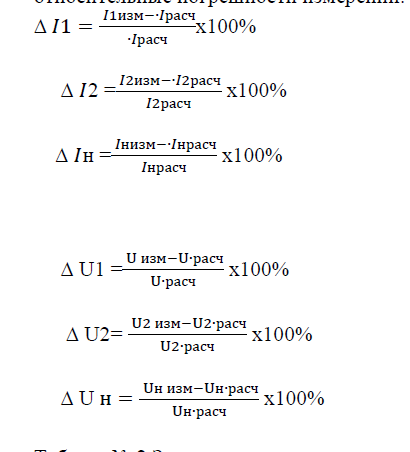 относительные погрешности измерений:
Δ I1 = I1изм−·Iрасч / ·Iрасч x100%
Δ I2 = I2изм−·I2расч / I2расч x100%
Δ Iн = Iнизм−·Iнрасч / Iнрасч x100%
Δ U1 = U изм−U·расч / U·расч x100%
Δ U2= U2 изм−U2·расч / U2·расч x100%
Δ U н = Uн изм−Uн·расч / Uн·расч x100%